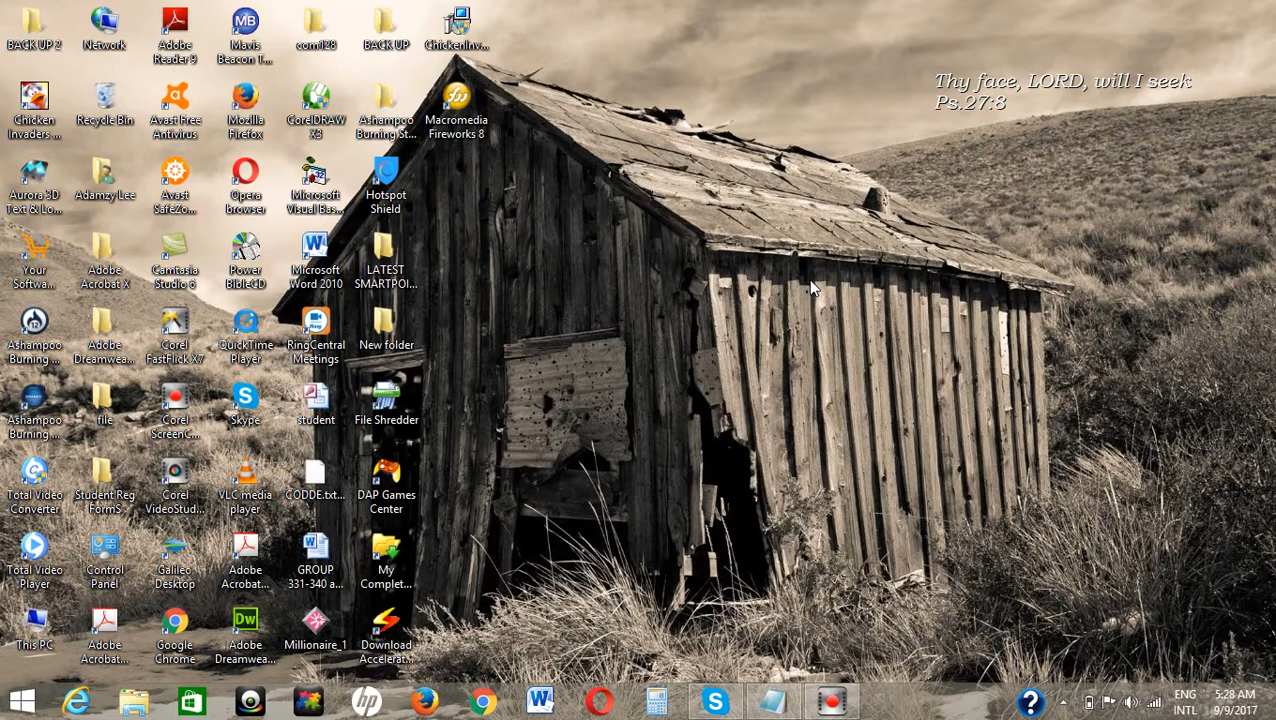 BACK UP 2
Network
Adobe
Reader 9
Mavis
Beacon T...
com128
BACK UP
ChickenInv...
Thy face, LORD, will I seek
Ps.27:8
Chicken
Invaders ...
Recycle Bin
Avast Free
Antivirus
Mozilla
Firefox
CorelDRAW
X3
Ashampoo
Burning St...
Macromedia
Fireworks 8
Aurora 3D
Text & Lo...
Adamzy Lee
Avast
SafeZo...
Opera
browser
Microsoft
Visual Bas...
Hotspot
Shield
Your
Softwa...
Adobe
Acrobat X
Camtasia
Studio 6
Power
BibleCD
Microsoft
Word 2010
LATEST
SMARTPOI...
Ashampoo
Burning ...
Adobe
Dreamwea...
Corel
FastFlick X7
QuickTime
Player
RingCentral
Meetings
New folder
Ashampoo
Burning ...
file
Corel
ScreenC...
Skype
student
File Shredder
Total Video
Converter
Student Reg
FormS
Corel
VideoStud...
VLC media
player
CODDE.txt...
DAP Games
Center
Total Video
Player
Control
Panel
Galileo
Desktop
Adobe
Acrobat...
GROUP
331-340 a...
My
Complet...
This PC
Adobe
Acrobat...
Google
Chrome
Adobe
Dreamwea...
Millionaire_1
Download
Accelerat...
ENG
INTL
5:28 AM
9/9/2017